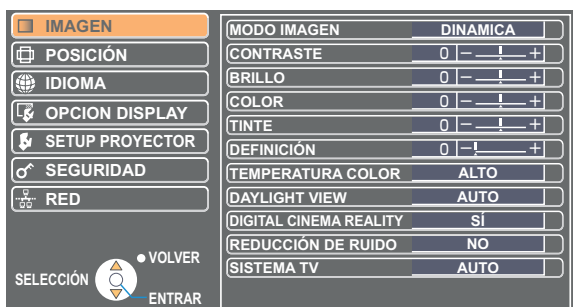 IMAGEN
POSICIÓN
IDIOMA
OPCION DISPLAY
SETUP PROYECTOR
SEGURIDAD
RED
VOLVER
SELECCIÓN
ENTRAR
MODO IMAGEN DINAMICA
CONTRASTE 0 − +
BRILLO 0 − +
COLOR 0 − +
TINTE 0 − +
DEFINICIÓN 0 − +
TEMPERATURA COLOR ALTO
DAYLIGHT VIEW AUTO
DIGITAL CINEMA REALITY SÍ
REDUCCIÓN DE RUIDO NO
SISTEMA TV AUTO